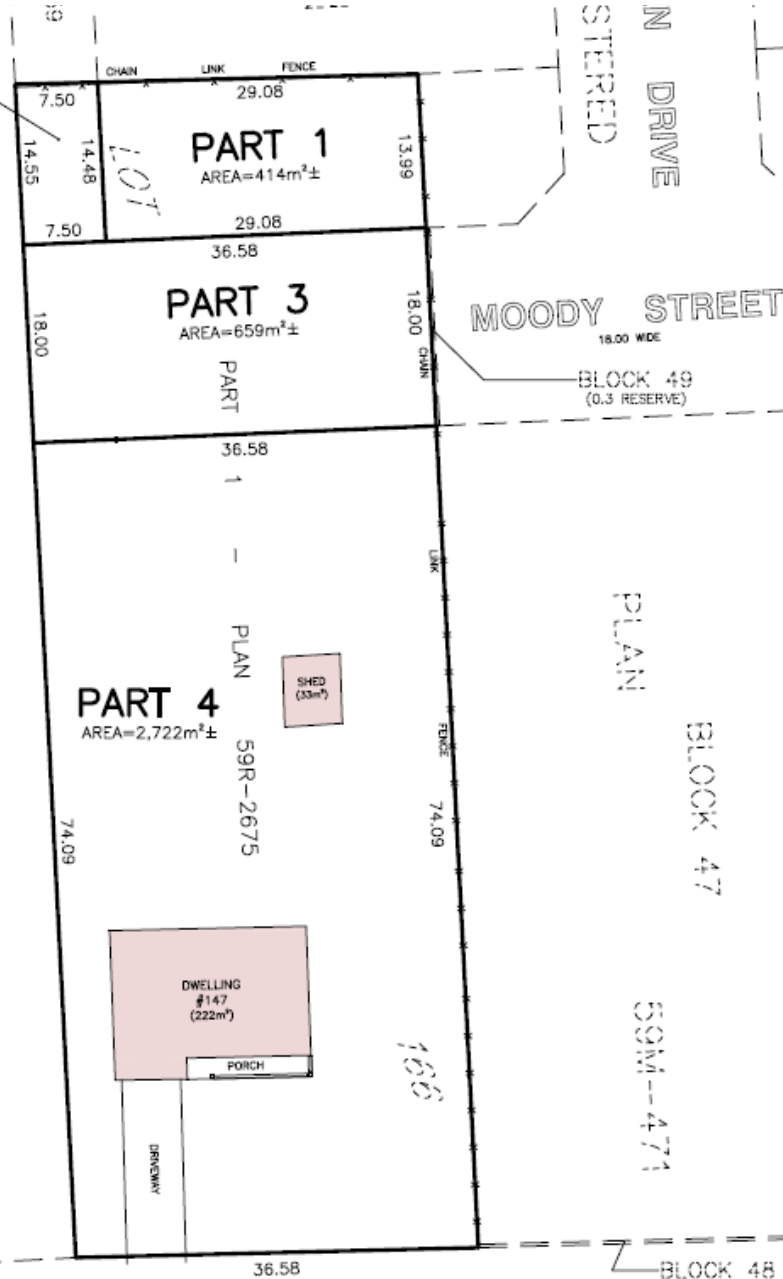 CHAIN LINK FENCE
7.50
29.08
14.55
14.48
LOT
PART 1
AREA=414m²±
13.99
7.50
29.08
36.58
PART 3
AREA=659m²±
18.00
18.00
CHAIN
PART
36.58
N DRIVE
STERED
MOODY STREET
18.00 WIDE
BLOCK 49
(0.3 RESERVE)
1
–
PLAN
59R-2675
LINK
FENCE
SHED
(33m²)
PART 4
AREA=2,722m²±
74.09
74.09
PLAN
BLOCK 47
59M-471
DWELLING
#147
(222m²)
PORCH
166
DRIVEWAY
36.58
BLOCK 48